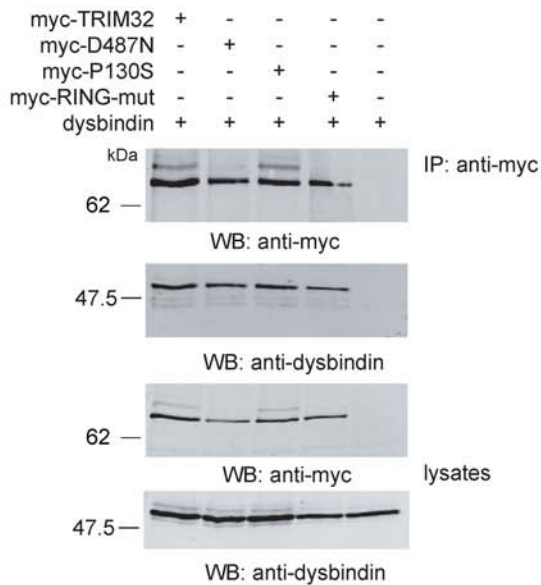 myc-TRIM32 + - - - -
myc-D487N - + - - -
myc-P130S - - + - -
myc-RING-mut - - - + -
dysbindin + + + + +
kDa
IP: anti-myc
62
WB: anti-myc
47.5
WB: anti-dysbindin
62
WB: anti-myc
lysates
47.5
WB: anti-dysbindin